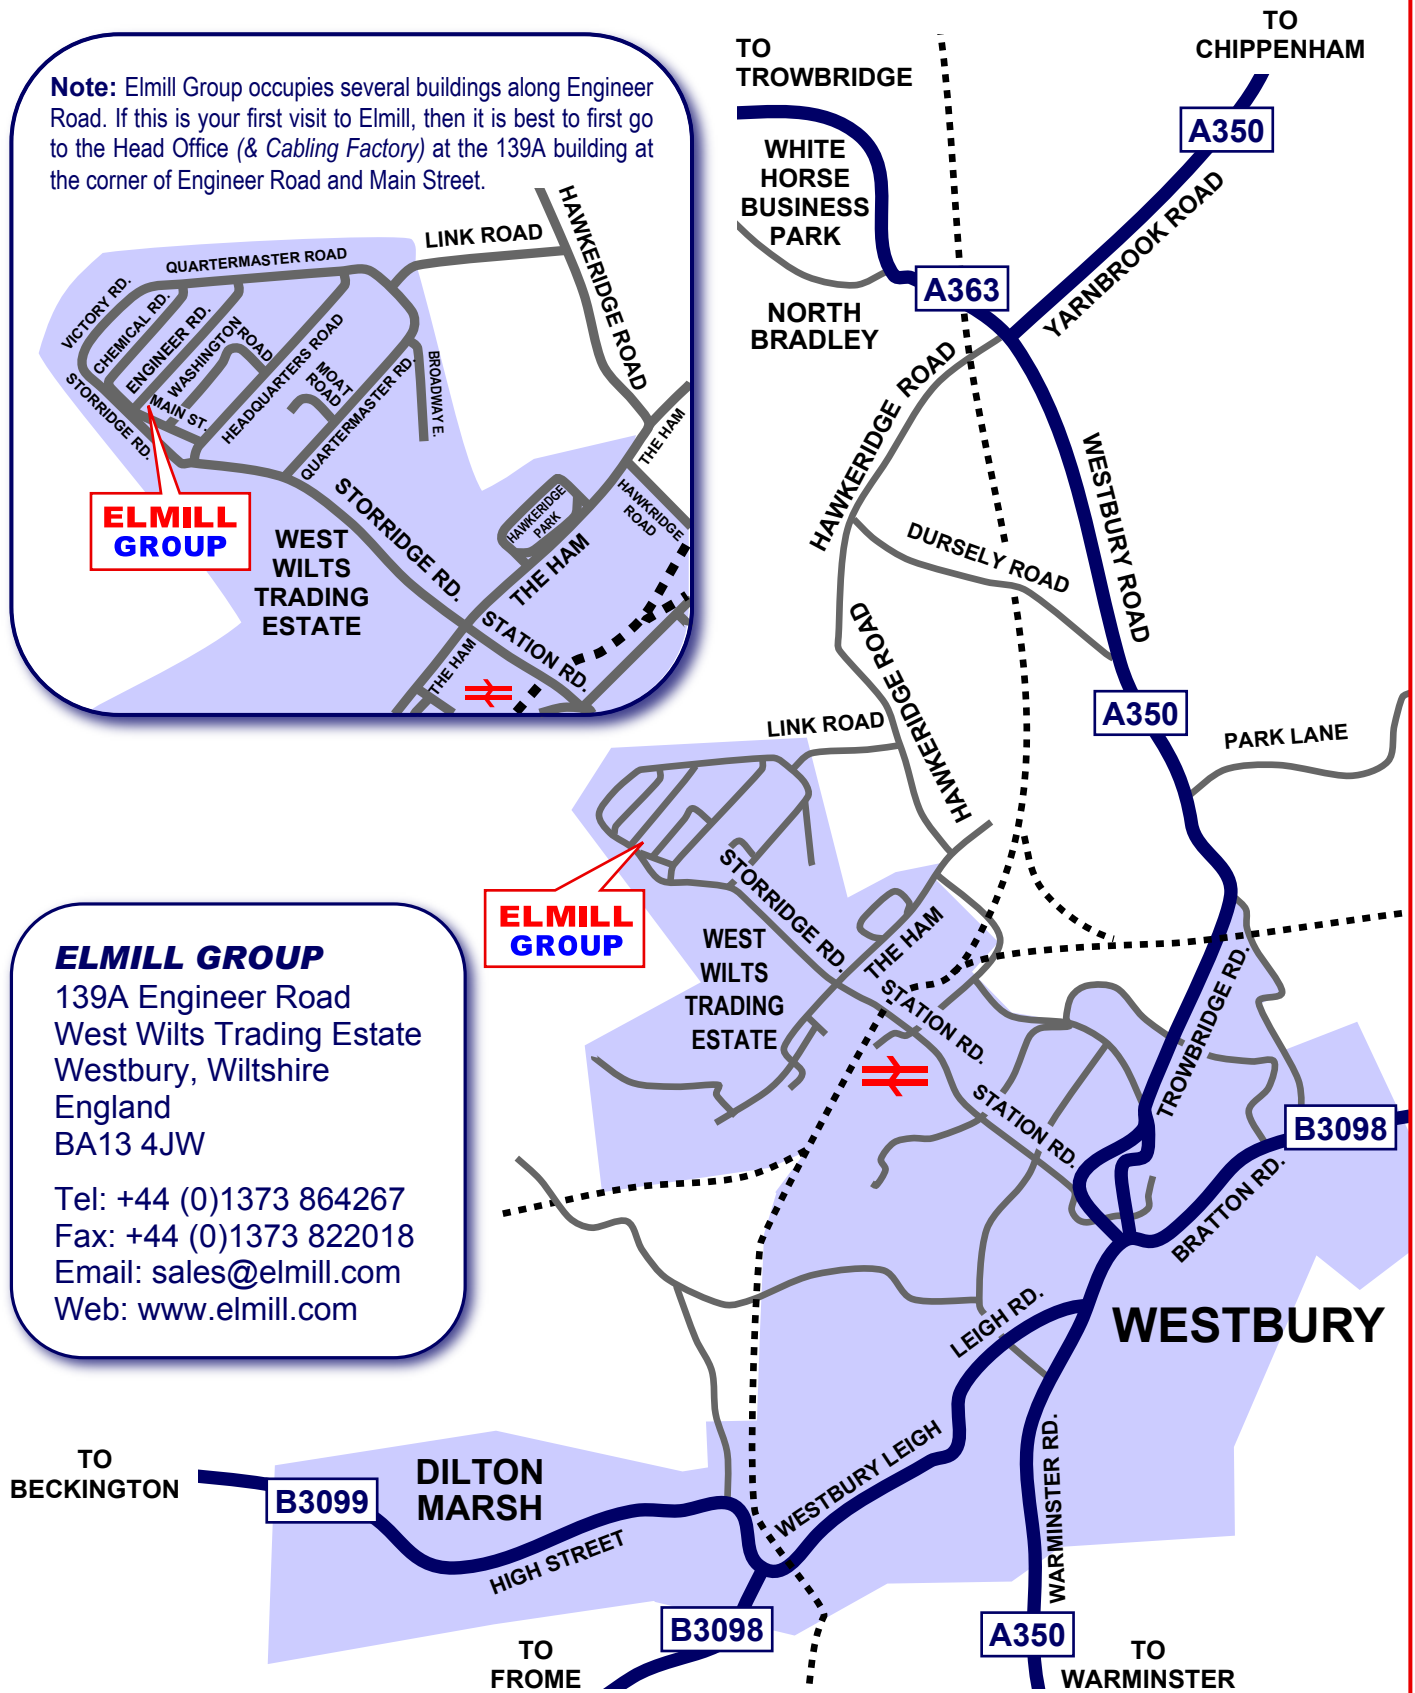 Note: Elmill Group occupies several buildings along Engineer
Road. If this is your first visit to Elmill, then it is best to first go
to the Head Office (& Cabling Factory) at the 139A building at
the corner of Engineer Road and Main Street.
HAWKERIDGE ROAD
LINK ROAD
QUARTERMASTER ROAD
VICTORY RD.
CHEMICAL RD.
ENGINEER RD.
WASHINGTON
ROAD
HEADQUARTERS ROAD
MOAT
ROAD
QUARTERMASTER RD.
BROADWAY E.
STORRIDGE RD.
MAIN ST.
THE HAM
HAWKERIDGE
PARK
HAWKRIDGE
ROAD
STORRIDGE RD.
THE HAM
STATION RD.
THE HAM
ELMILL
GROUP
WEST
WILTS
TRADING
ESTATE
TO
TROWBRIDGE
TO
CHIPPENHAM
A350
WHITE
HORSE
BUSINESS
PARK
YARNBROOK ROAD
A363
NORTH
BRADLEY
HAWKERIDGE ROAD
WESTBURY ROAD
DURSELY ROAD
HAWKERIDGE ROAD
A350
LINK ROAD
PARK LANE
STORRIDGE RD.
ELMILL
GROUP
WEST
WILTS
TRADING
ESTATE
THE HAM
STATION RD.
TROWBRIDGE RD.
STATION RD.
B3098
BRATTON RD.
ELMILL GROUP
139A Engineer Road
West Wilts Trading Estate
Westbury, Wiltshire
England
BA13 4JW
Tel: +44 (0)1373 864267
Fax: +44 (0)1373 822018
Email: sales@elmill.com
Web: www.elmill.com
WESTBURY
LEIGH RD.
WESTBURY LEIGH
WARMINSTER RD.
TO
BECKINGTON
B3099
DILTON
MARSH
HIGH STREET
B3098
A350
TO
FROME
TO
WARMINSTER